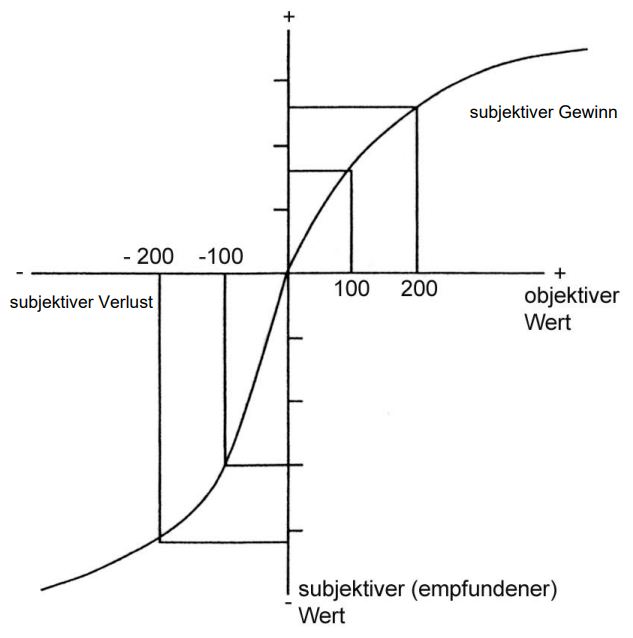 +
subjektiver Gewinn
- 200 -100
- +
100 200
subjektiver Verlust
objektiver
Wert
subjektiver (empfundener)
- Wert